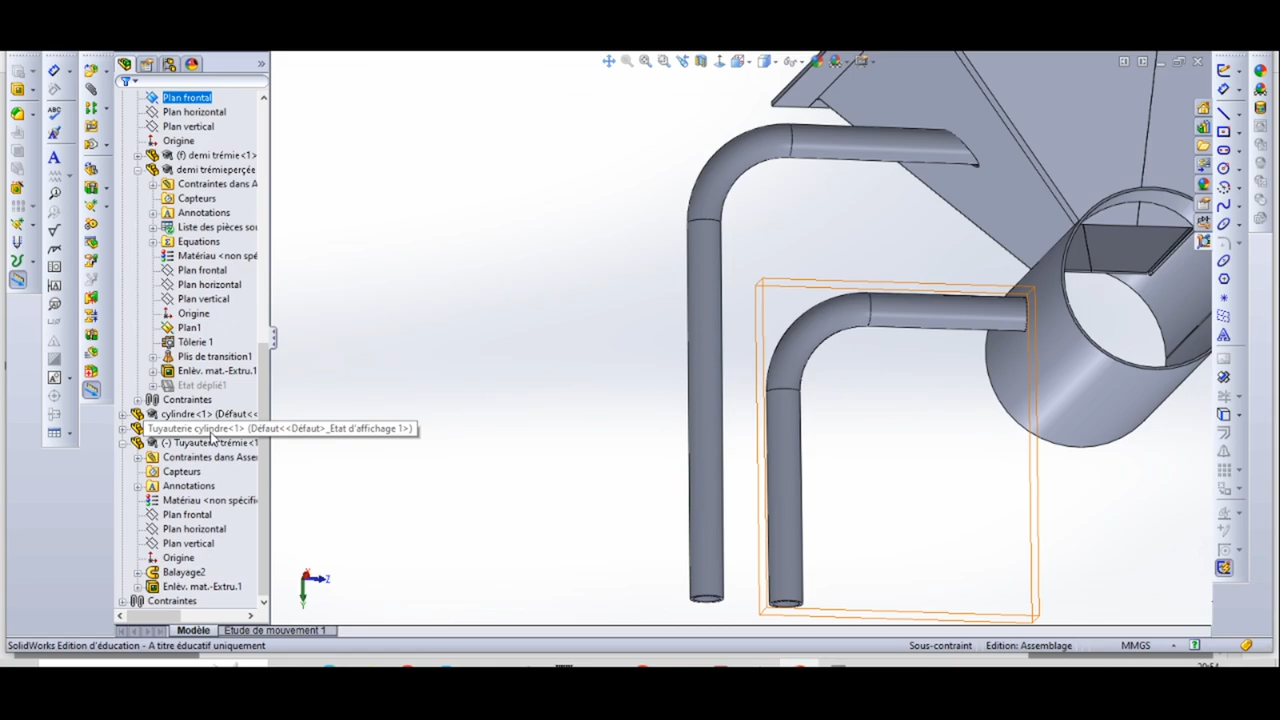 Plan frontal
Plan horizontal
Plan vertical
Origine
(f) demi trémie<1>
demi trémieperçée
Contraintes dans A
Capteurs
Annotations
Liste des pièces so
Equations
Matériau <non spé
Plan frontal
Plan horizontal
Plan vertical
Origine
Plan1
Tôlerie 1
Plis de transition1
Enlèv. mat.-Extru.1
Etat déplié1
Contraintes
cylindre<1> (Défaut<<
Tuyauterie cylindre<1> (Défaut<<Défaut>_Etat d'affichage 1>)
(-) Tuyauterie trémie<1
Contraintes dans Asse
Capteurs
Annotations
Matériau <non spécifi
Plan frontal
Plan horizontal
Plan vertical
Origine
Balayage2
Enlèv. mat.-Extru.1
Contraintes
Z
Y
Modèle
Etude de mouvement 1
SolidWorks Edition d'éducation - A titre éducatif uniquement
Sous-contraint
Edition: Assemblage
MMGS